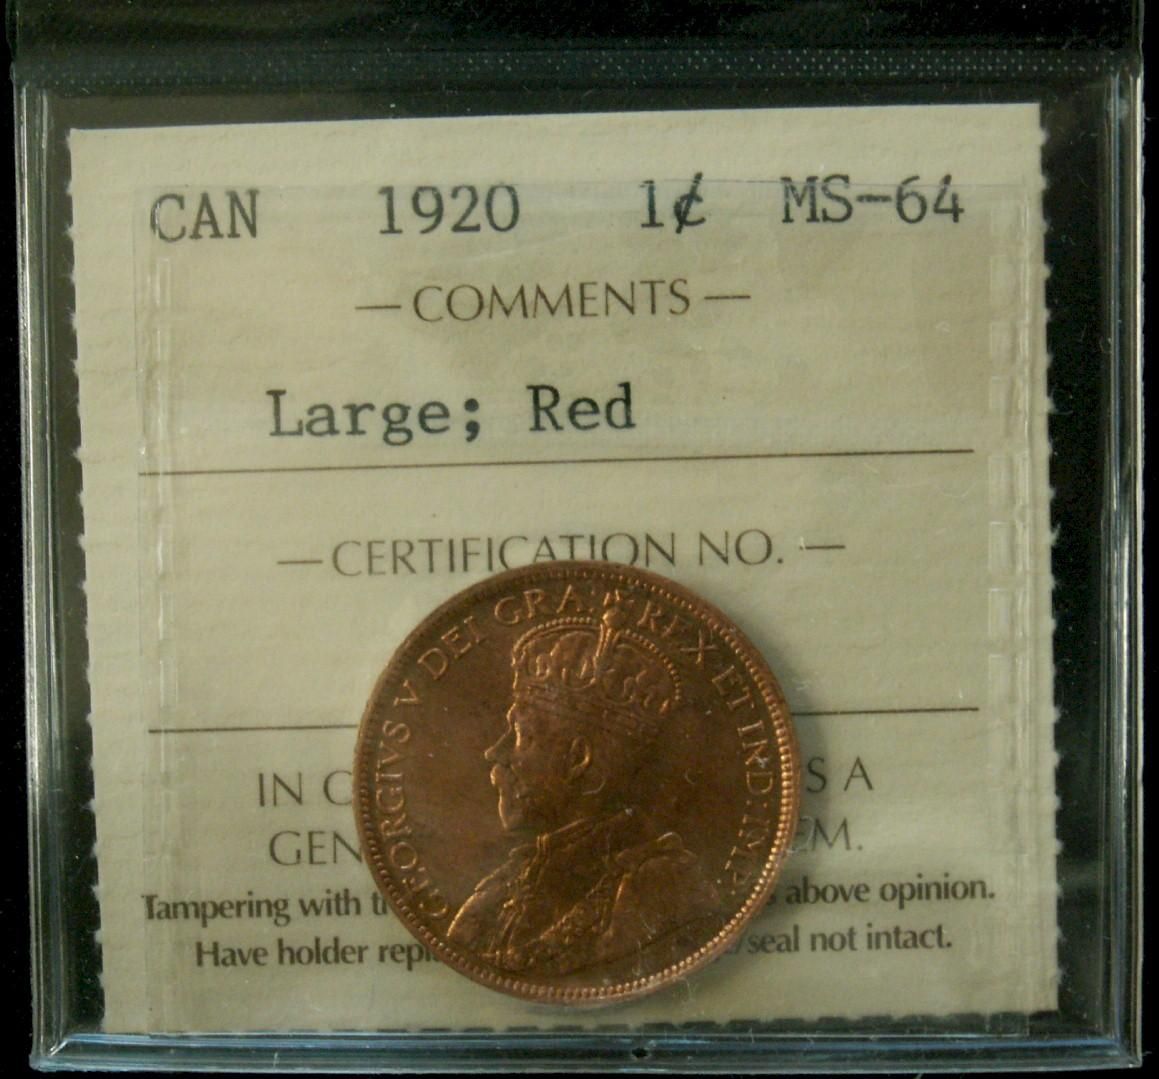 CAN 1920 1¢ MS-64
— COMMENTS —
Large; Red
— CERTIFICATION NO. —
IN S A
GEN EM.
Tampering with above opinion.
Have holder seal not intact.
GEORGIVS V DEI GRA: REX ET IND: IMP: